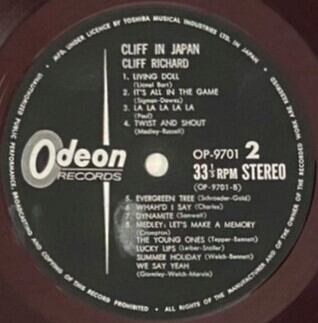 MFD. UNDER LICENCE BY TOSHIBA MUSICAL INDUSTRIES LTD. IN JAPAN
CLIFF IN JAPAN
CLIFF RICHARD
1. LIVING DOLL
(Lionel Bart)
2. IT'S ALL IN THE GAME
(Sigman-Dawes)
3. LA LA LA LA LA
(Paul)
4. TWIST AND SHOUT
(Medley-Russell)
Odeon
RECORDS
OP-9701 2
33⅓ RPM STEREO
(OP-9701-B)
5. EVERGREEN TREE (Schroeder-Gold)
6. WHAH'D I SAY (Charles)
7. DYNAMITE (Samwell)
8. MEDLEY: LET'S MAKE A MEMORY
(Crompton)
THE YOUNG ONES (Tepper-Bennett)
LUCKY LIPS (Leiber-Stoller)
SUMMER HOLIDAY (Welch-Bennett)
WE SAY YEAH
(Gormley-Welch-Marvin)
UNAUTHORIZED PUBLIC PERFORMANCE, BROADCASTING AND COPYING OF THIS RECORD PROHIBITED
ALL RIGHTS OF THE MANUFACTURER AND OF THE OWNER OF THE RECORDED WORK ARE RESERVED